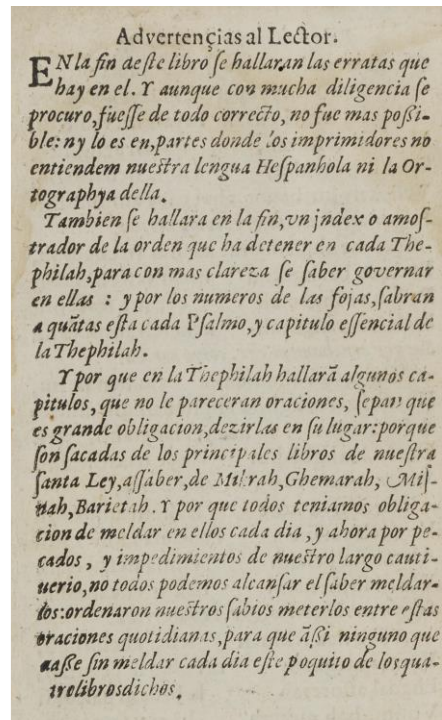 Advertençias al Lector.
EN la fin deste libro se hallaran las erratas que
hay en el. Y aunque con mucha diligencia se
procuro, fuesse de todo correcto, no fue mas possi-
ble: ny lo es en, partes donde los imprimidores no
entiendem nuestra lengua Hespanhola ni la Or-
tographya della.
Tambien se hallara en la fin, vn jndex o amos-
trador de la orden que ha detener en cada The-
philah, para con mas clareza se saber governar
en ellas : y por los numeros de las fojas, sabran
a quãtas esta cada Psalmo, y capitulo essencial de
la Thephilah.
Y por que en la Thephilah hallarã algunos ca-
pitulos, que no le pareceran oraciones, sepan que
es grande obligacion, dezirlas en su lugar: porque
son sacadas de los principales libros de nuestra
santa Ley, assaber, de Mikrah, Ghemarah, Mis-
nah, Barietah. Y por que todos teniamos obliga-
cion de meldar en ellos cada dia, y ahora por pe-
cados, y impedimientos de nuestro largo cauti-
uerio, no todos podemos alcansar el saber meldar-
los: ordenaron nuestros sabios meterlos entre estas
oraciones quotidianas, para que ãssi ninguno que
aasse sin meldar cada dia este poquito de los qua-
tro libros dichos.